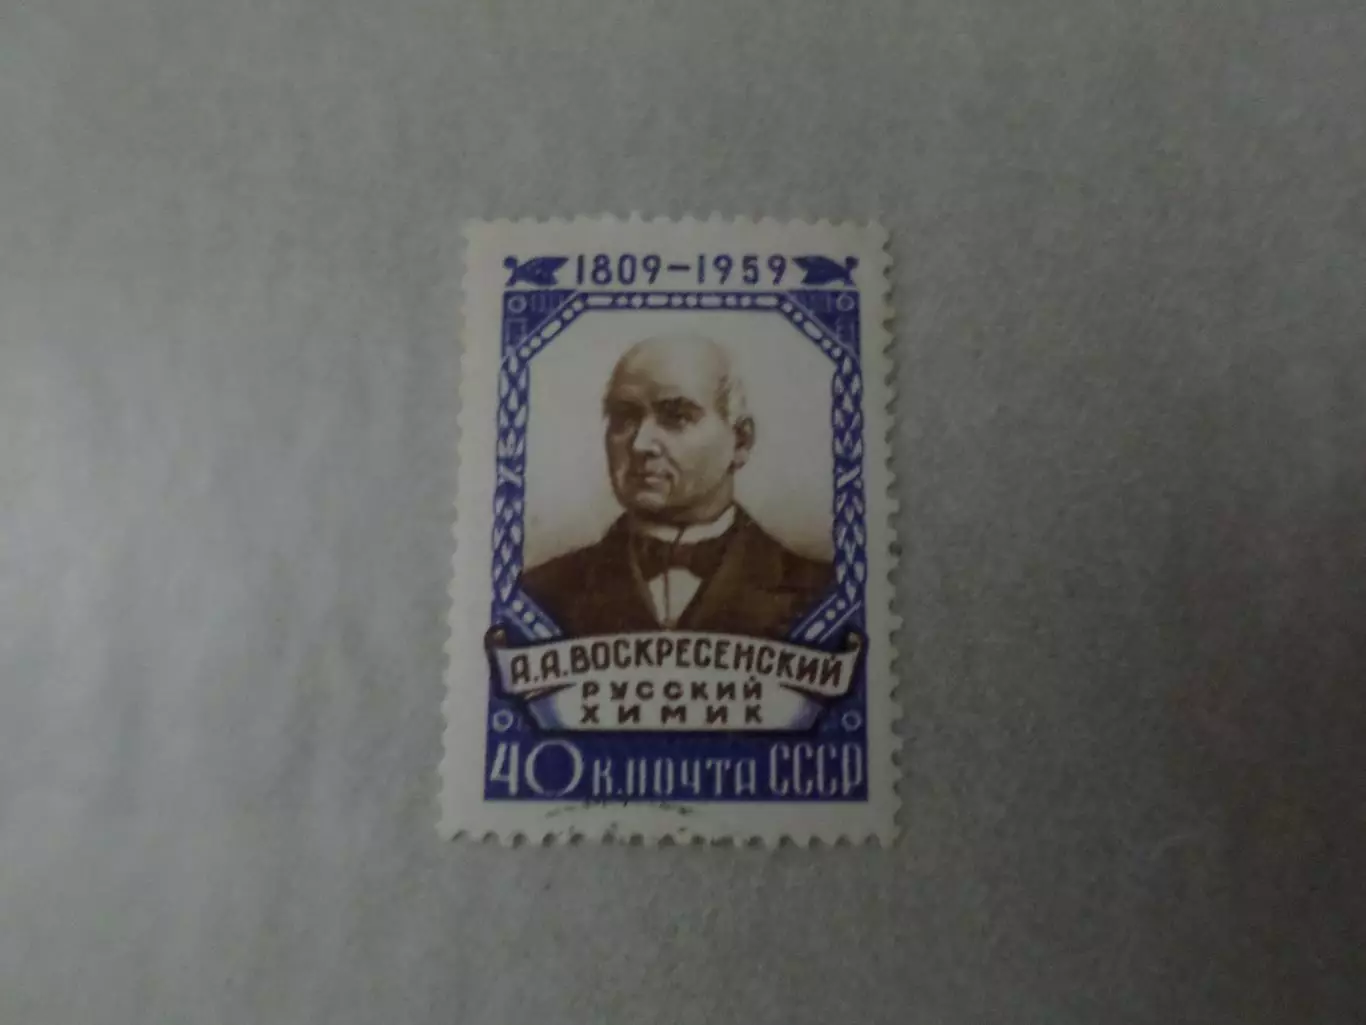 1809-1959
А.А.ВОСКРЕСЕНСКИЙ
РУССКИЙ
ХИМИК
40 К. ПОЧТА СССР